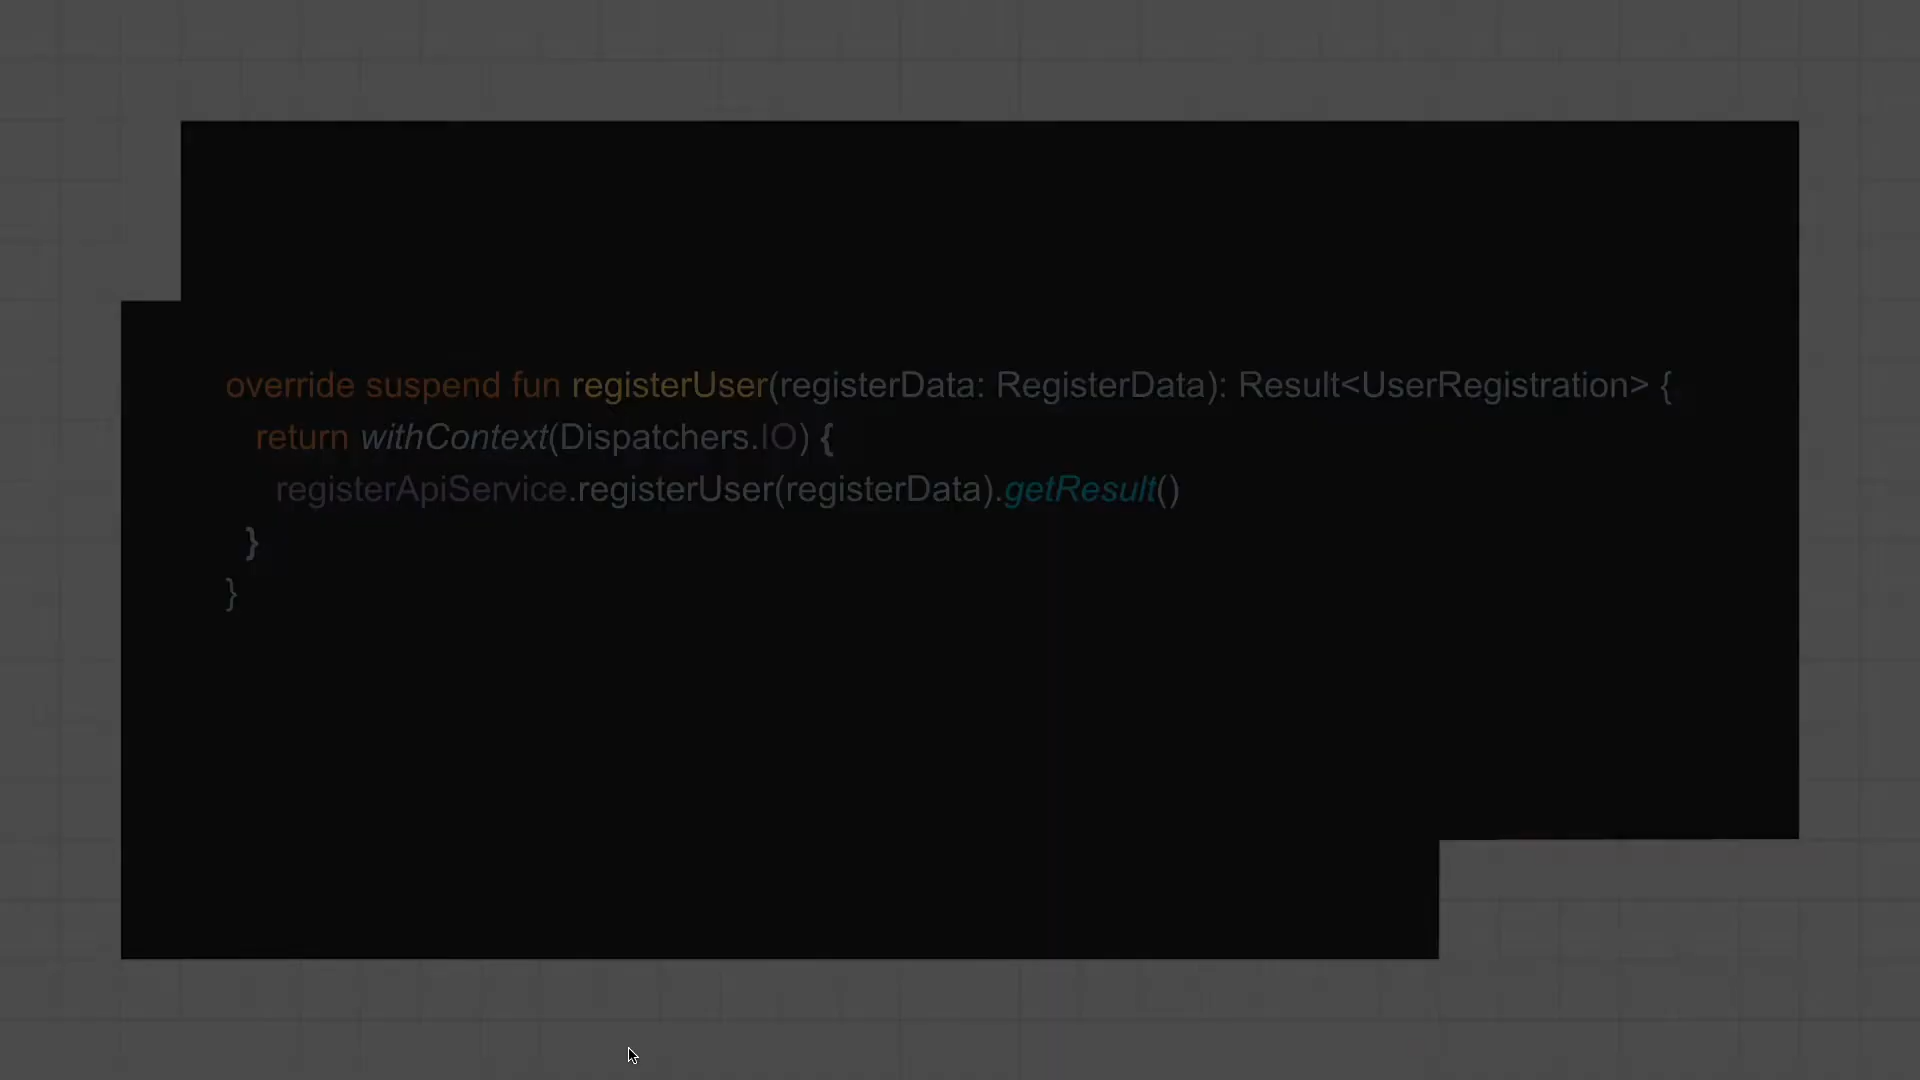 override suspend fun registerUser(registerData: RegisterData): Result<UserRegistration> {
return withContext(Dispatchers.IO) {
registerApiService.registerUser(registerData).getResult()
}
}